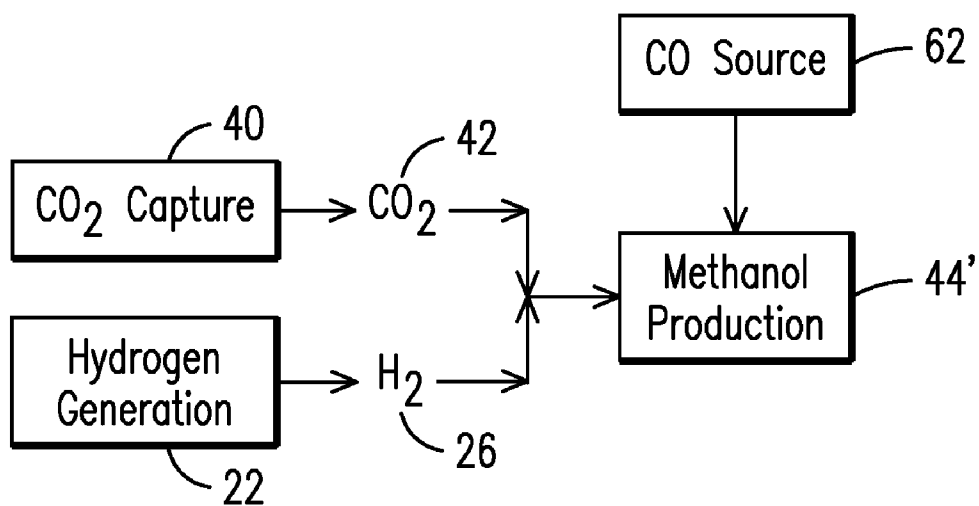 CO Source
62
40
42
CO2 Capture
CO2
Methanol
Production
44'
Hydrogen
Generation
H2
26
22